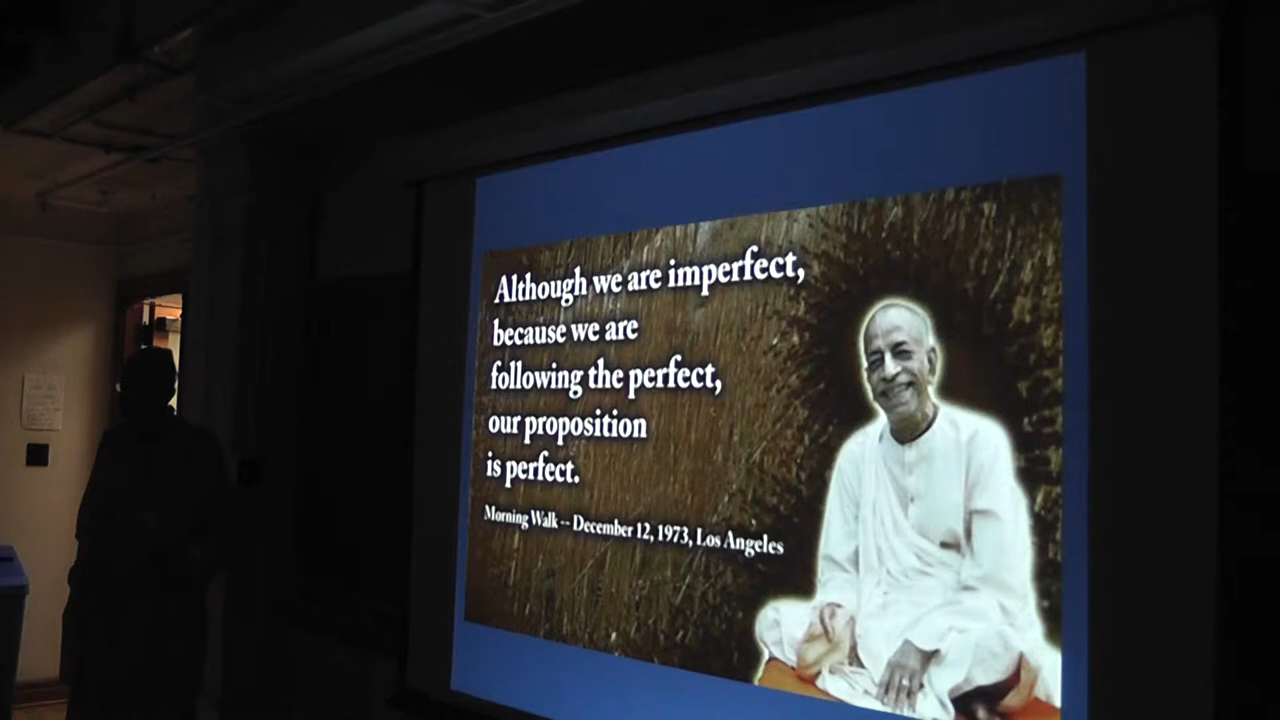 Although we are imperfect,
because we are
following the perfect,
our proposition
is perfect.
Morning Walk -- December 12, 1973, Los Angeles